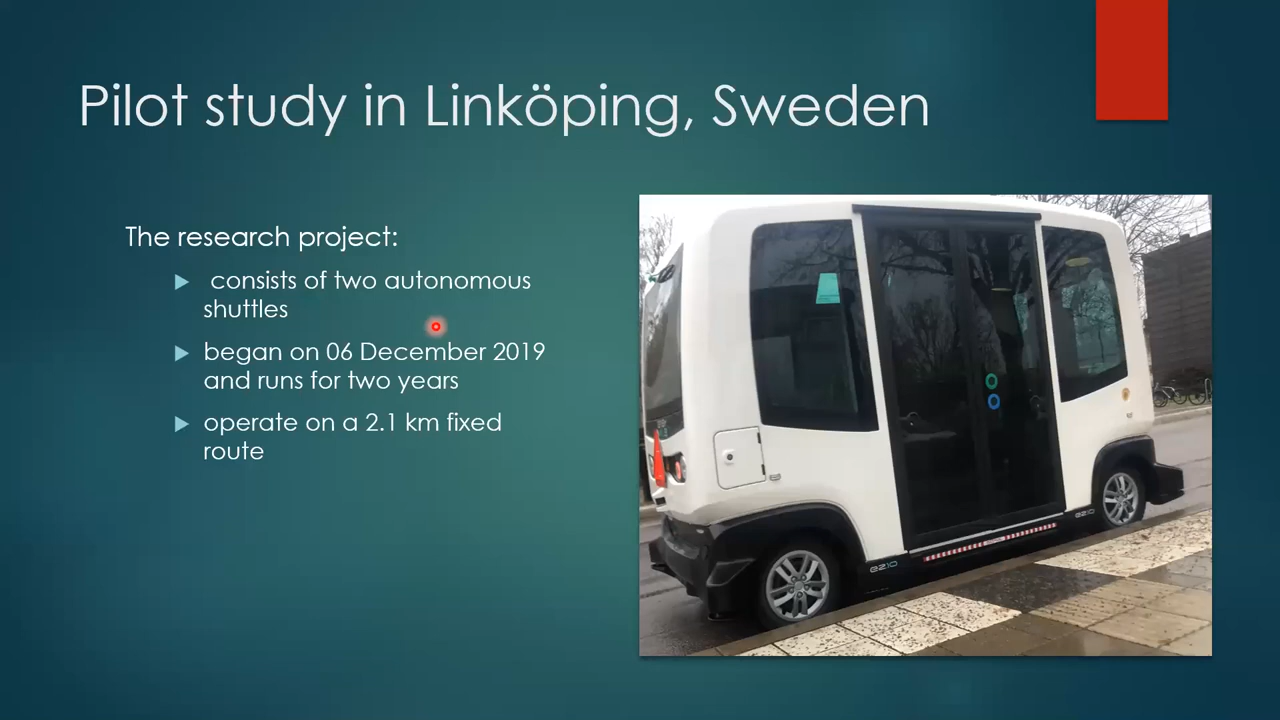 Pilot study in Linköping, Sweden
The research project:
consists of two autonomous
shuttles
began on 06 December 2019
and runs for two years
operate on a 2.1 km fixed
route
ez10
ez10